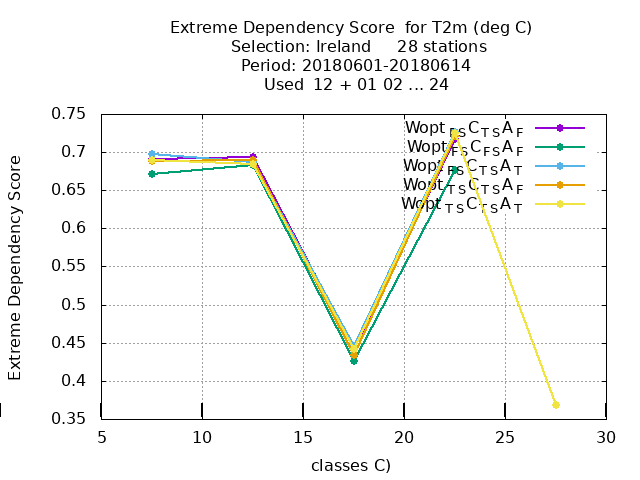 Extreme Dependency Score for T2m (deg C)
Selection: Ireland 28 stations
Period: 20180601-20180614
Used 12 + 01 02 ... 24
Extreme Dependency Score
0.75
0.7
0.65
0.6
0.55
0.5
0.45
0.4
0.35
5 10 15 20 25 30
classes C)
Wopt FS C TS A F
Wopt FS C FS A F
Wopt FS C TS A T
Wopt TS C TS A F
Wopt TS C TS A T